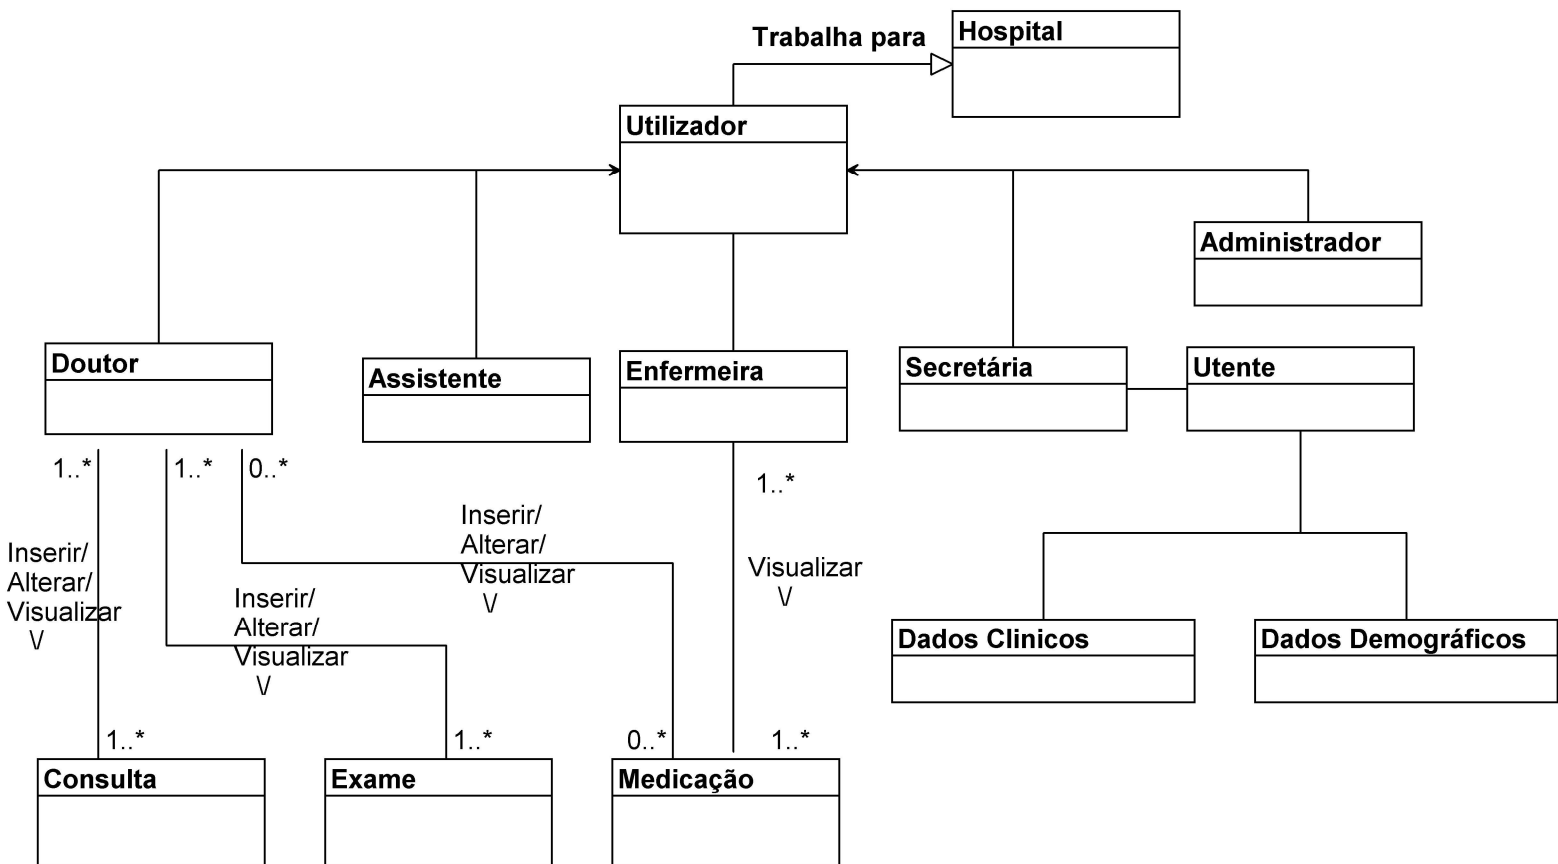 Trabalha para
Hospital
Utilizador
Administrador
Doutor
Assistente
Enfermeira
Secretária
Utente
1..*
1..*
0..*
1..*
Inserir/
Alterar/
Visualizar
\/
Inserir/
Alterar/
Visualizar
\/
Inserir/
Alterar/
Visualizar
\/
Visualizar
\/
Dados Clinicos
Dados Demográficos
1..*
1..*
0..*
1..*
Consulta
Exame
Medicação